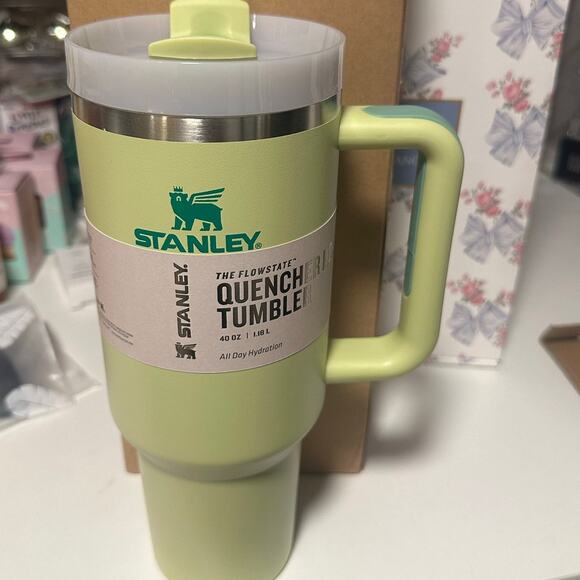 STANLEY®
STANLEY®
THE FLOWSTATE™
QUENCHER
TUMBLER
40 OZ | 1.18 L
All Day Hydration